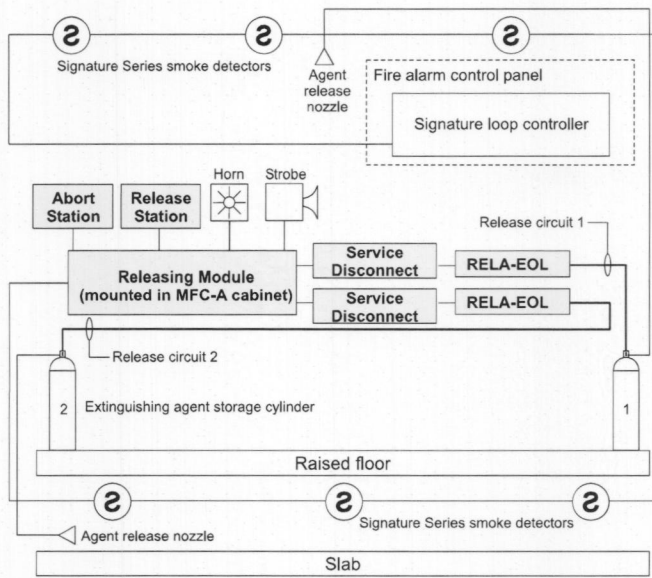 S S S
Signature Series smoke detectors
Agent
release
nozzle
Fire alarm control panel
Signature loop controller
Abort
Station
Release
Station
Horn
Strobe
Release circuit 1
Releasing Module
(mounted in MFC-A cabinet)
Service
Disconnect
RELA-EOL
Service
Disconnect
RELA-EOL
Release circuit 2
2
Extinguishing agent storage cylinder
1
Raised floor
S S S
Signature Series smoke detectors
Agent release nozzle
Slab